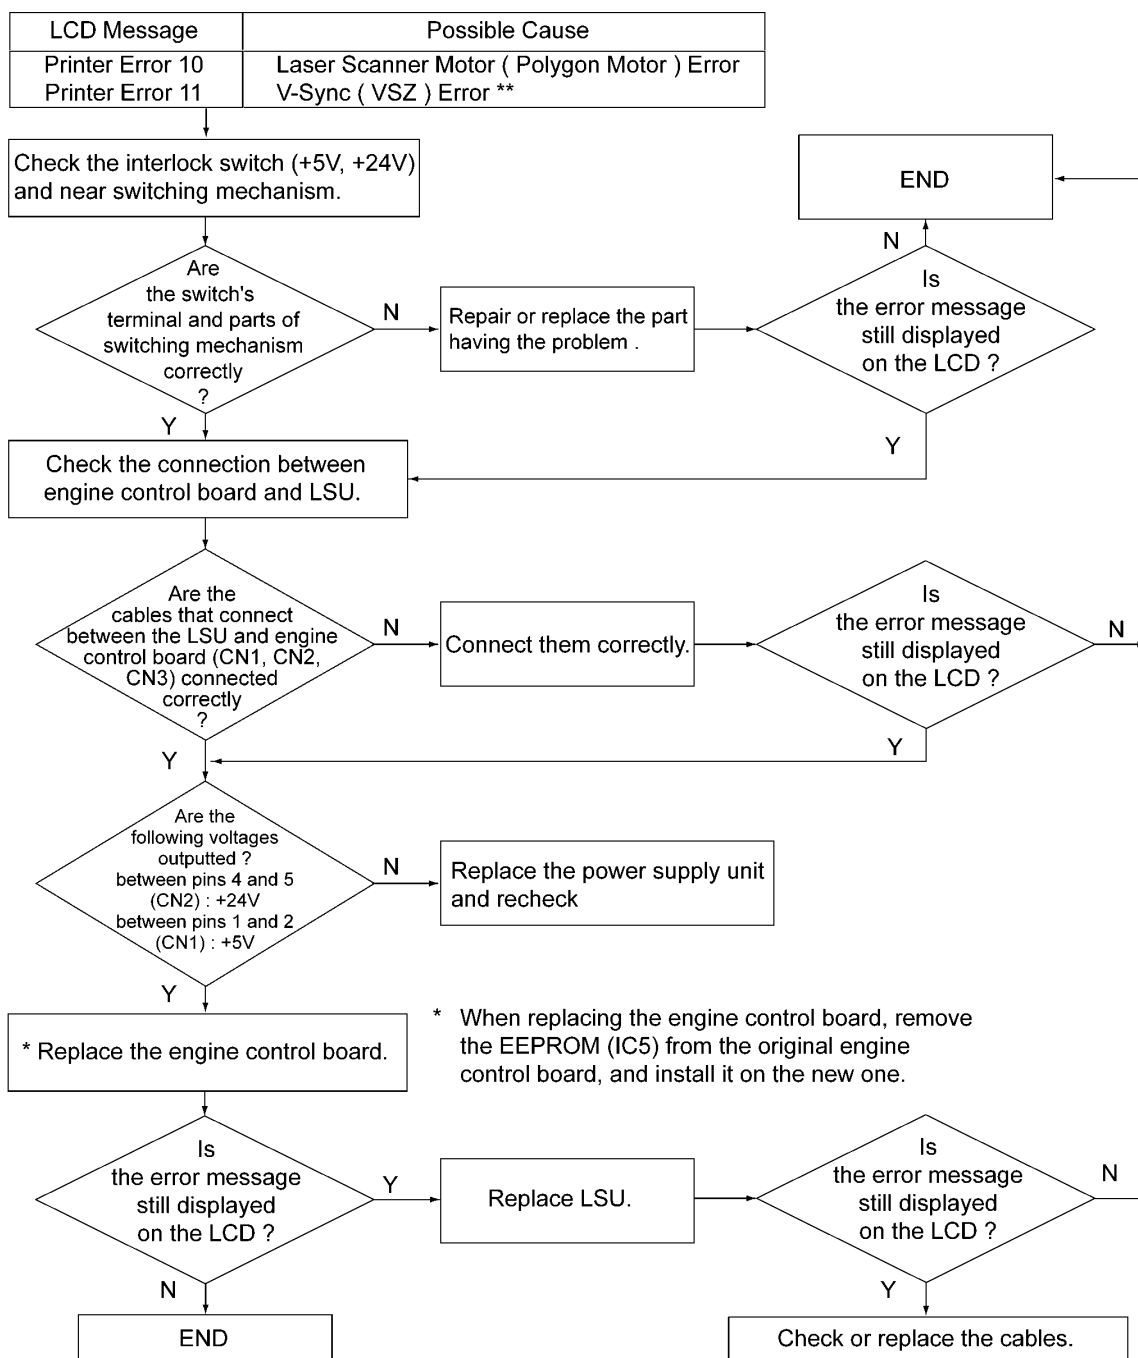 LCD Message
Possible Cause
Printer Error 10
Laser Scanner Motor ( Polygon Motor ) Error
Printer Error 11
V-Sync ( VSZ ) Error **
Check the interlock switch (+5V, +24V)
and near switching mechanism.
END
Are
the switch's
terminal and parts of
switching mechanism
correctly
?
N
Repair or replace the part
having the problem .
N
Is
the error message
still displayed
on the LCD ?
Y
Y
Check the connection between
engine control board and LSU.
Are the
cables that connect
between the LSU and engine
control board (CN1, CN2,
CN3) connected
correctly
?
N
Connect them correctly.
Is
the error message
still displayed
on the LCD ?
N
Y
Y
Are the
following voltages
outputted ?
between pins 4 and 5
(CN2) : +24V
between pins 1 and 2
(CN1) : +5V
N
Replace the power supply unit
and recheck
Y
* Replace the engine control board.
* When replacing the engine control board, remove
the EEPROM (IC5) from the original engine
control board, and install it on the new one.
Is
the error message
still displayed
on the LCD ?
Y
Replace LSU.
Is
the error message
still displayed
on the LCD ?
N
N
Y
END
Check or replace the cables.